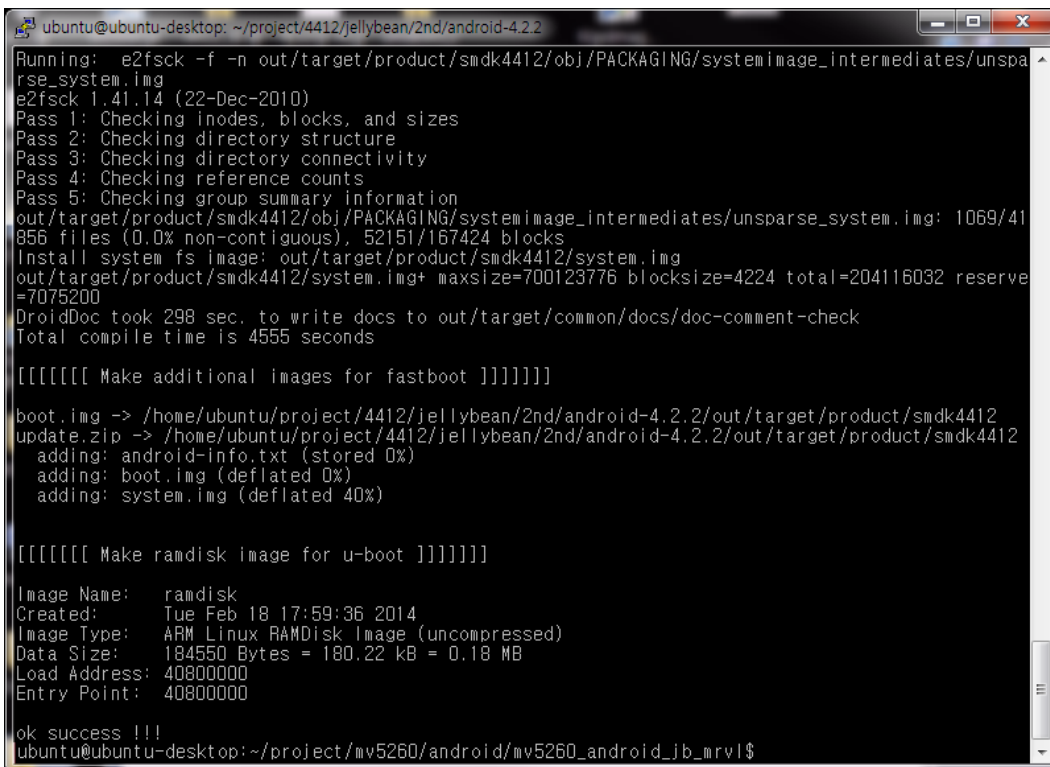 ubuntu@ubuntu-desktop: ~/project/4412/jellybean/2nd/android-4.2.2
Running:  e2fsck -f -n out/target/product/smdk4412/obj/PACKAGING/systemimage_intermediates/unspa
rse_system.img
e2fsck 1.41.14 (22-Dec-2010)
Pass 1: Checking inodes, blocks, and sizes
Pass 2: Checking directory structure
Pass 3: Checking directory connectivity
Pass 4: Checking reference counts
Pass 5: Checking group summary information
out/target/product/smdk4412/obj/PACKAGING/systemimage_intermediates/unsparse_system.img: 1069/41
856 files (0.0% non-contiguous), 52151/167424 blocks
Install system fs image: out/target/product/smdk4412/system.img
out/target/product/smdk4412/system.img+ maxsize=700123776 blocksize=4224 total=204116032 reserve
=7075200
DroidDoc took 298 sec. to write docs to out/target/common/docs/doc-comment-check
Total compile time is 4555 seconds
[[[[[[[ Make additional images for fastboot ]]]]]]]
boot.img -> /home/ubuntu/project/4412/jellybean/2nd/android-4.2.2/out/target/product/smdk4412
update.zip -> /home/ubuntu/project/4412/jellybean/2nd/android-4.2.2/out/target/product/smdk4412
  adding: android-info.txt (stored 0%)
  adding: boot.img (deflated 0%)
  adding: system.img (deflated 40%)
[[[[[[[ Make ramdisk image for u-boot ]]]]]]]
Image Name:   ramdisk
Created:      Tue Feb 18 17:59:36 2014
Image Type:   ARM Linux RAMDisk Image (uncompressed)
Data Size:    184550 Bytes = 180.22 kB = 0.18 MB
Load Address: 40800000
Entry Point:  40800000
ok success !!!
ubuntu@ubuntu-desktop:~/project/mv5260/android/mv5260_android_jb_mrvl$